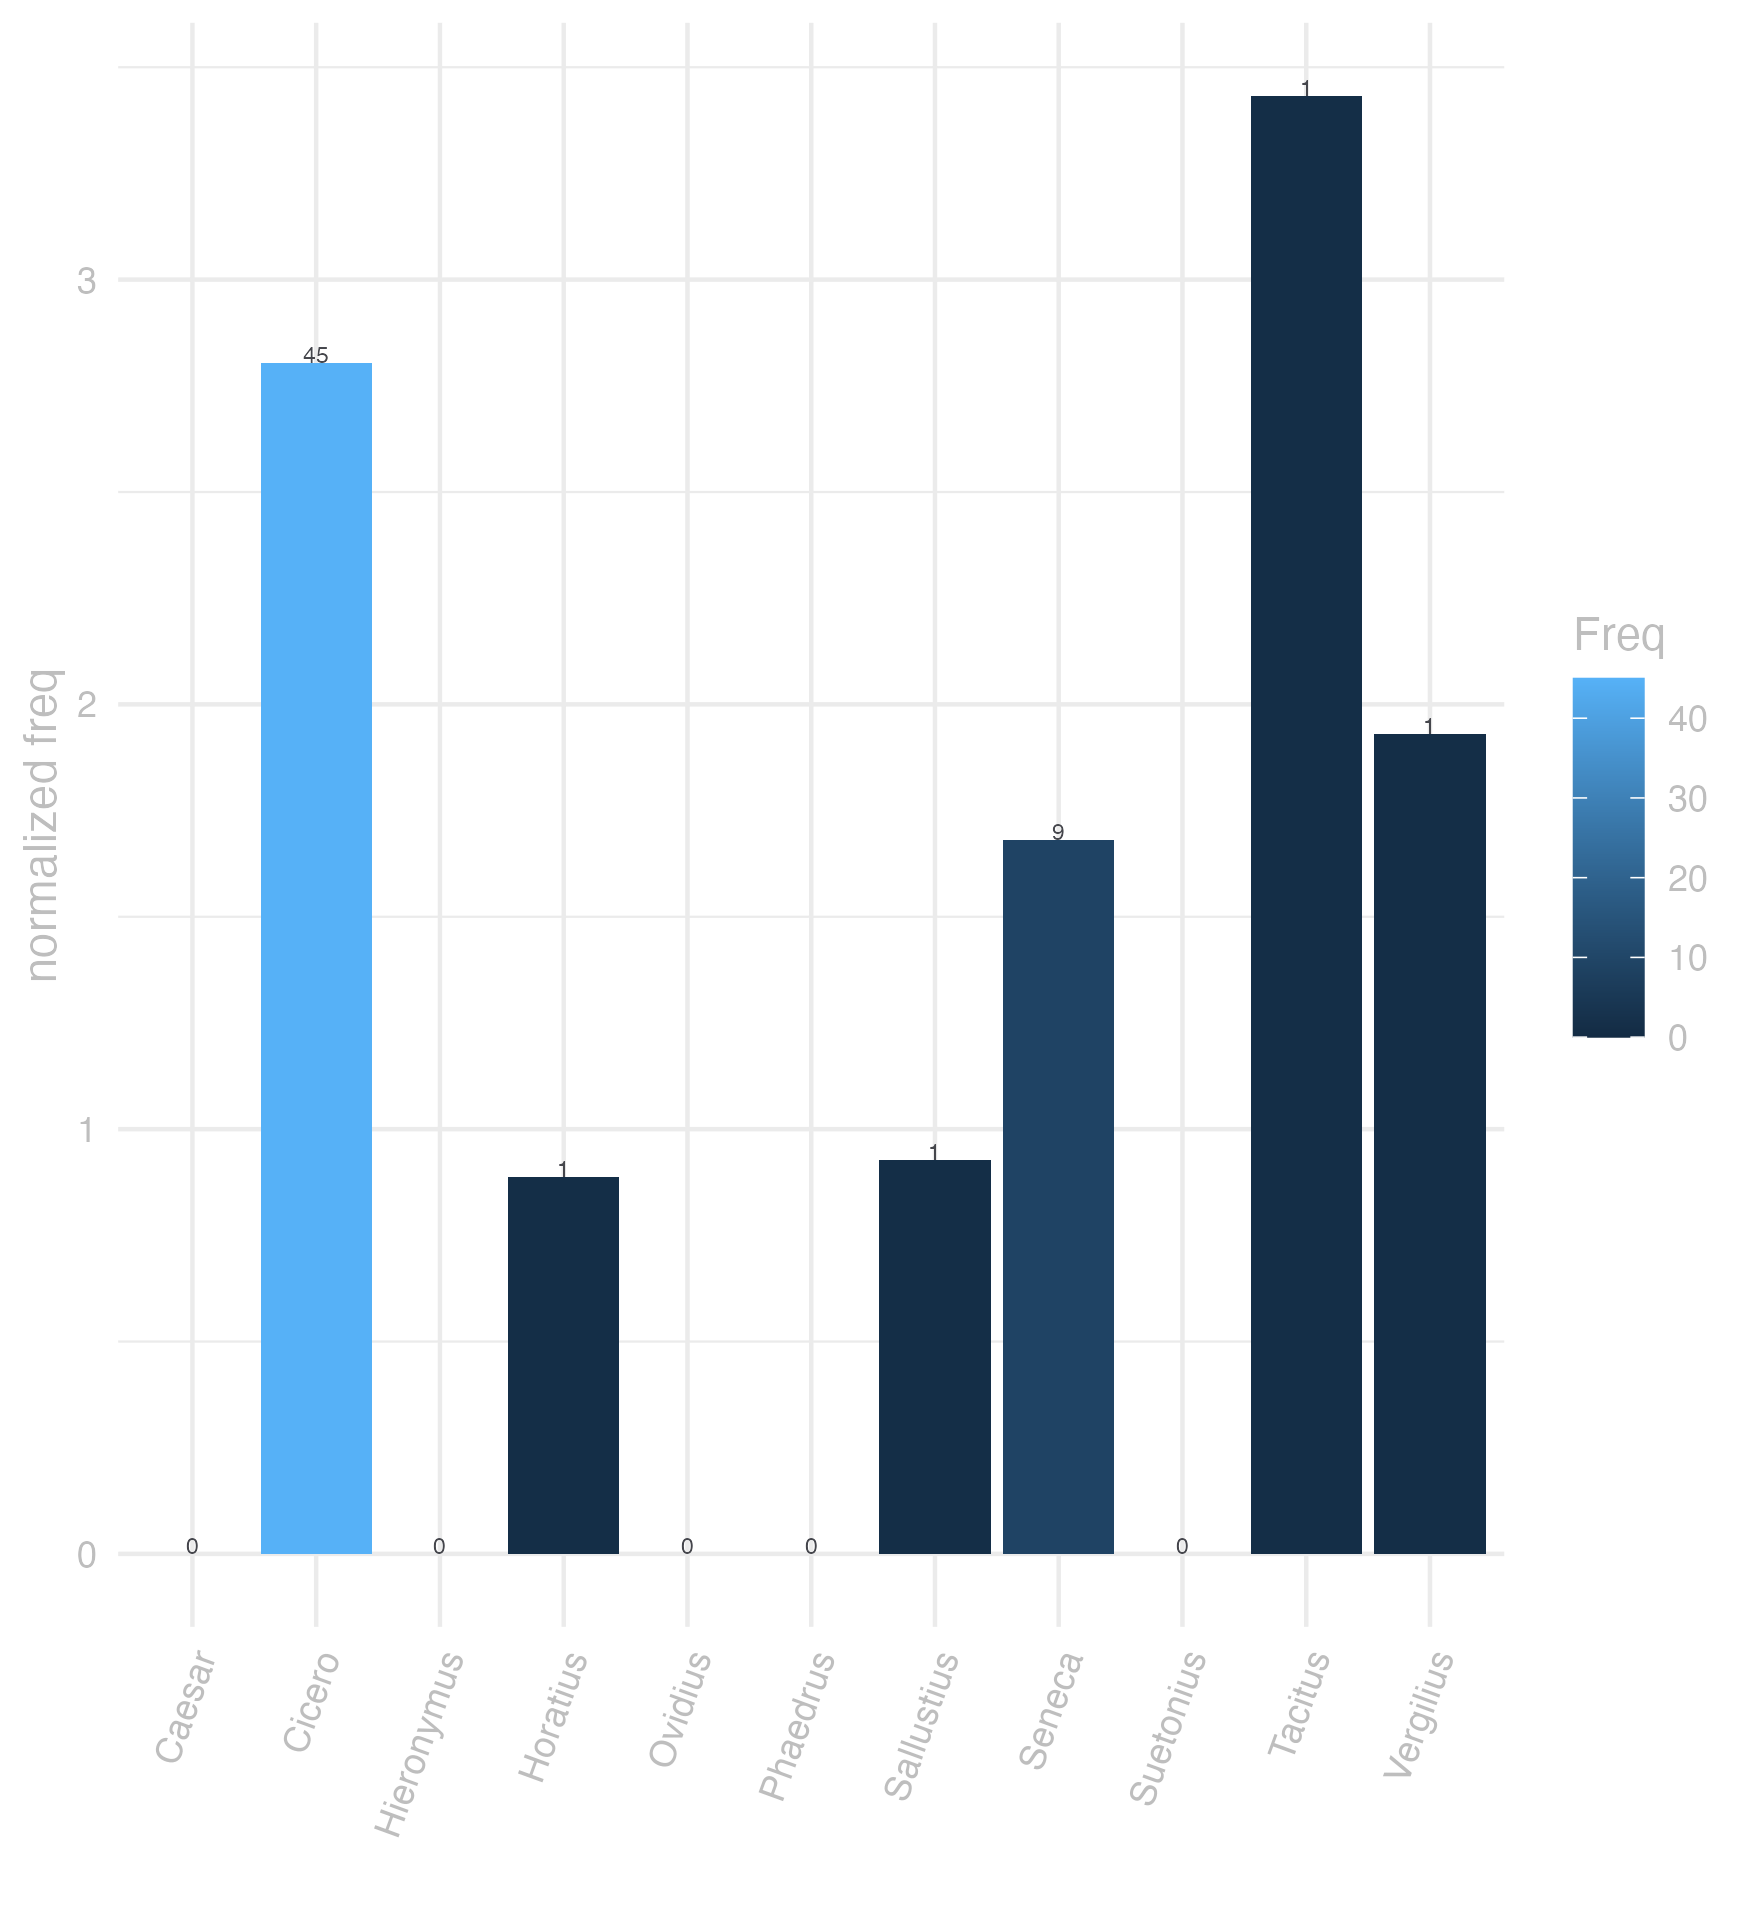 normalized freq
3
2
1
0
0
45
0
1
0
0
1
9
0
1
1
Caesar
Cicero
Hieronymus
Horatius
Ovidius
Phaedrus
Sallustius
Seneca
Suetonius
Tacitus
Vergilius
Freq
40
30
20
10
0